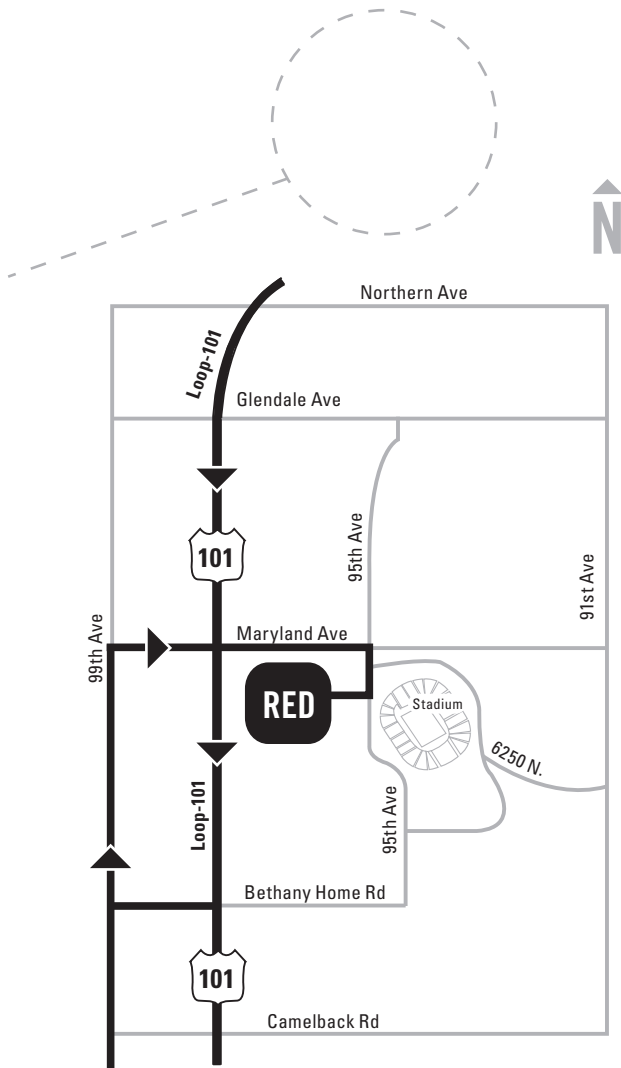 N
Northern Ave
Loop-101
Glendale Ave
101
95th Ave
91st Ave
99th Ave
Maryland Ave
RED
Stadium
6250 N.
Loop-101
95th Ave
Bethany Home Rd
101
Camelback Rd